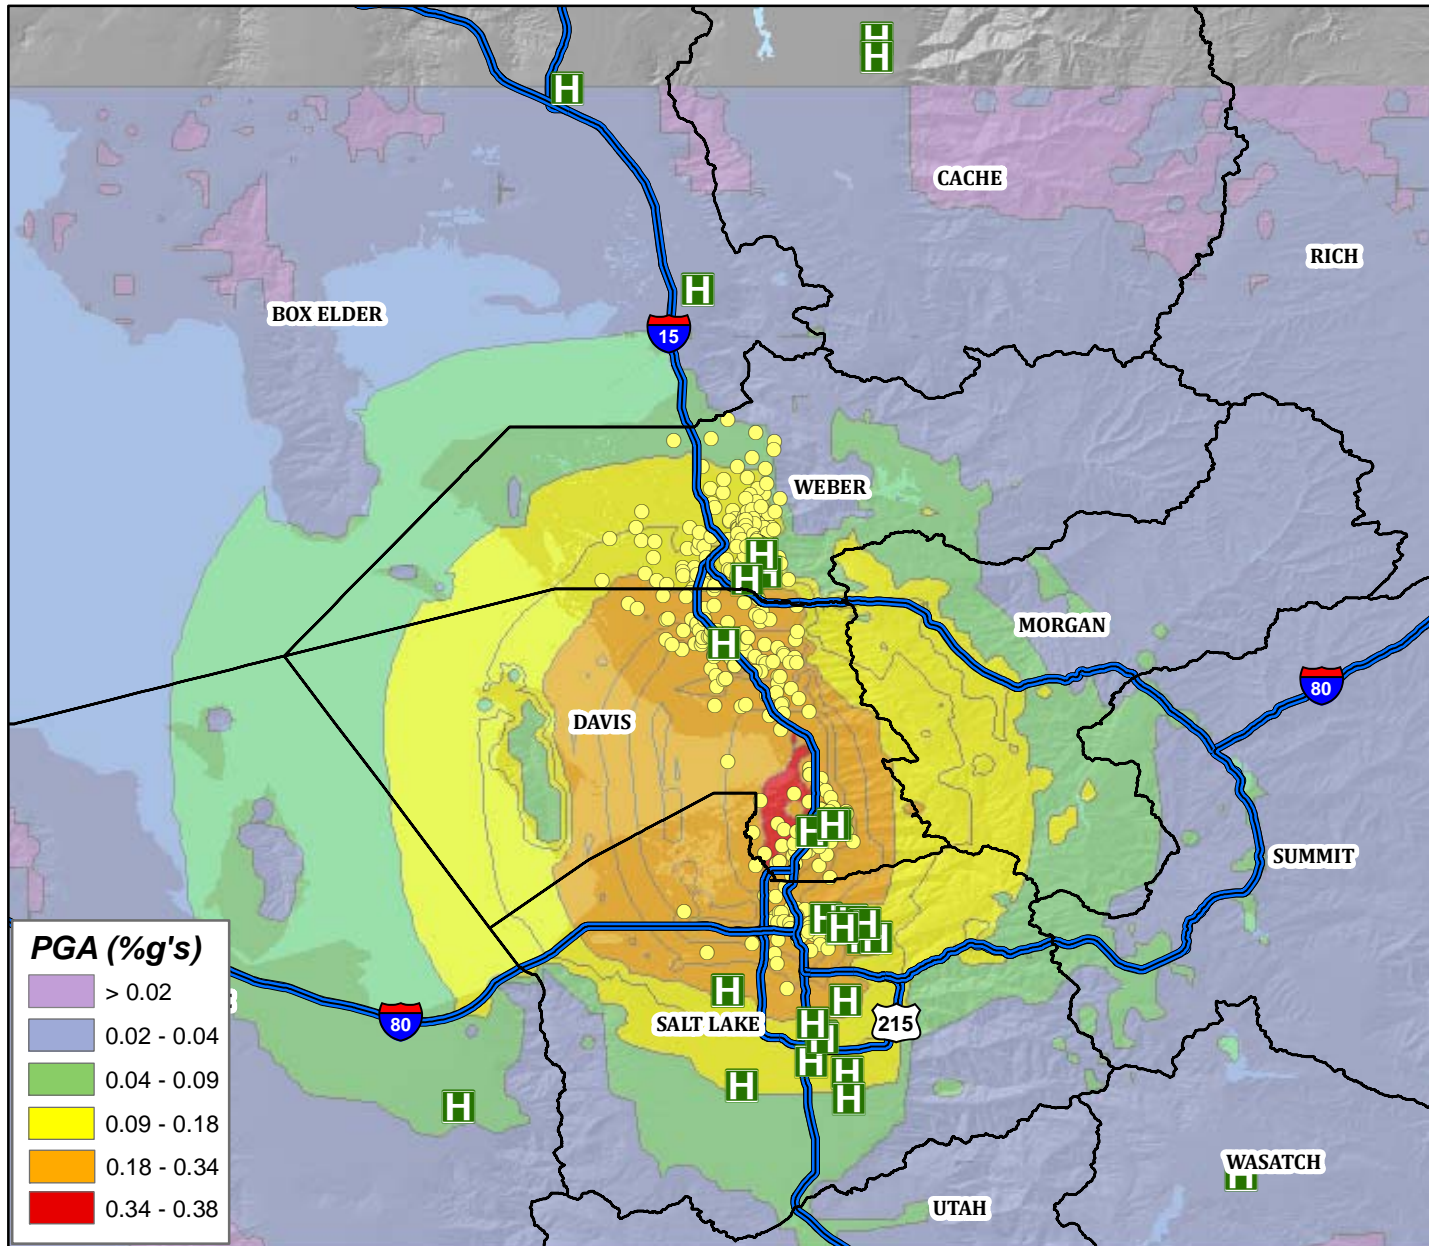 H
H
H
CACHE
RICH
H
BOX ELDER
15
WEBER
H
H
H
MORGAN
H
80
DAVIS
H
H
SUMMIT
H
H
H
H
H
PGA (%g's)
> 0.02
0.02 - 0.04
0.04 - 0.09
0.09 - 0.18
0.18 - 0.34
0.34 - 0.38
H
H
80
SALT LAKE
H
215
H
H
H
H
H
H
WASATCH
H
UTAH